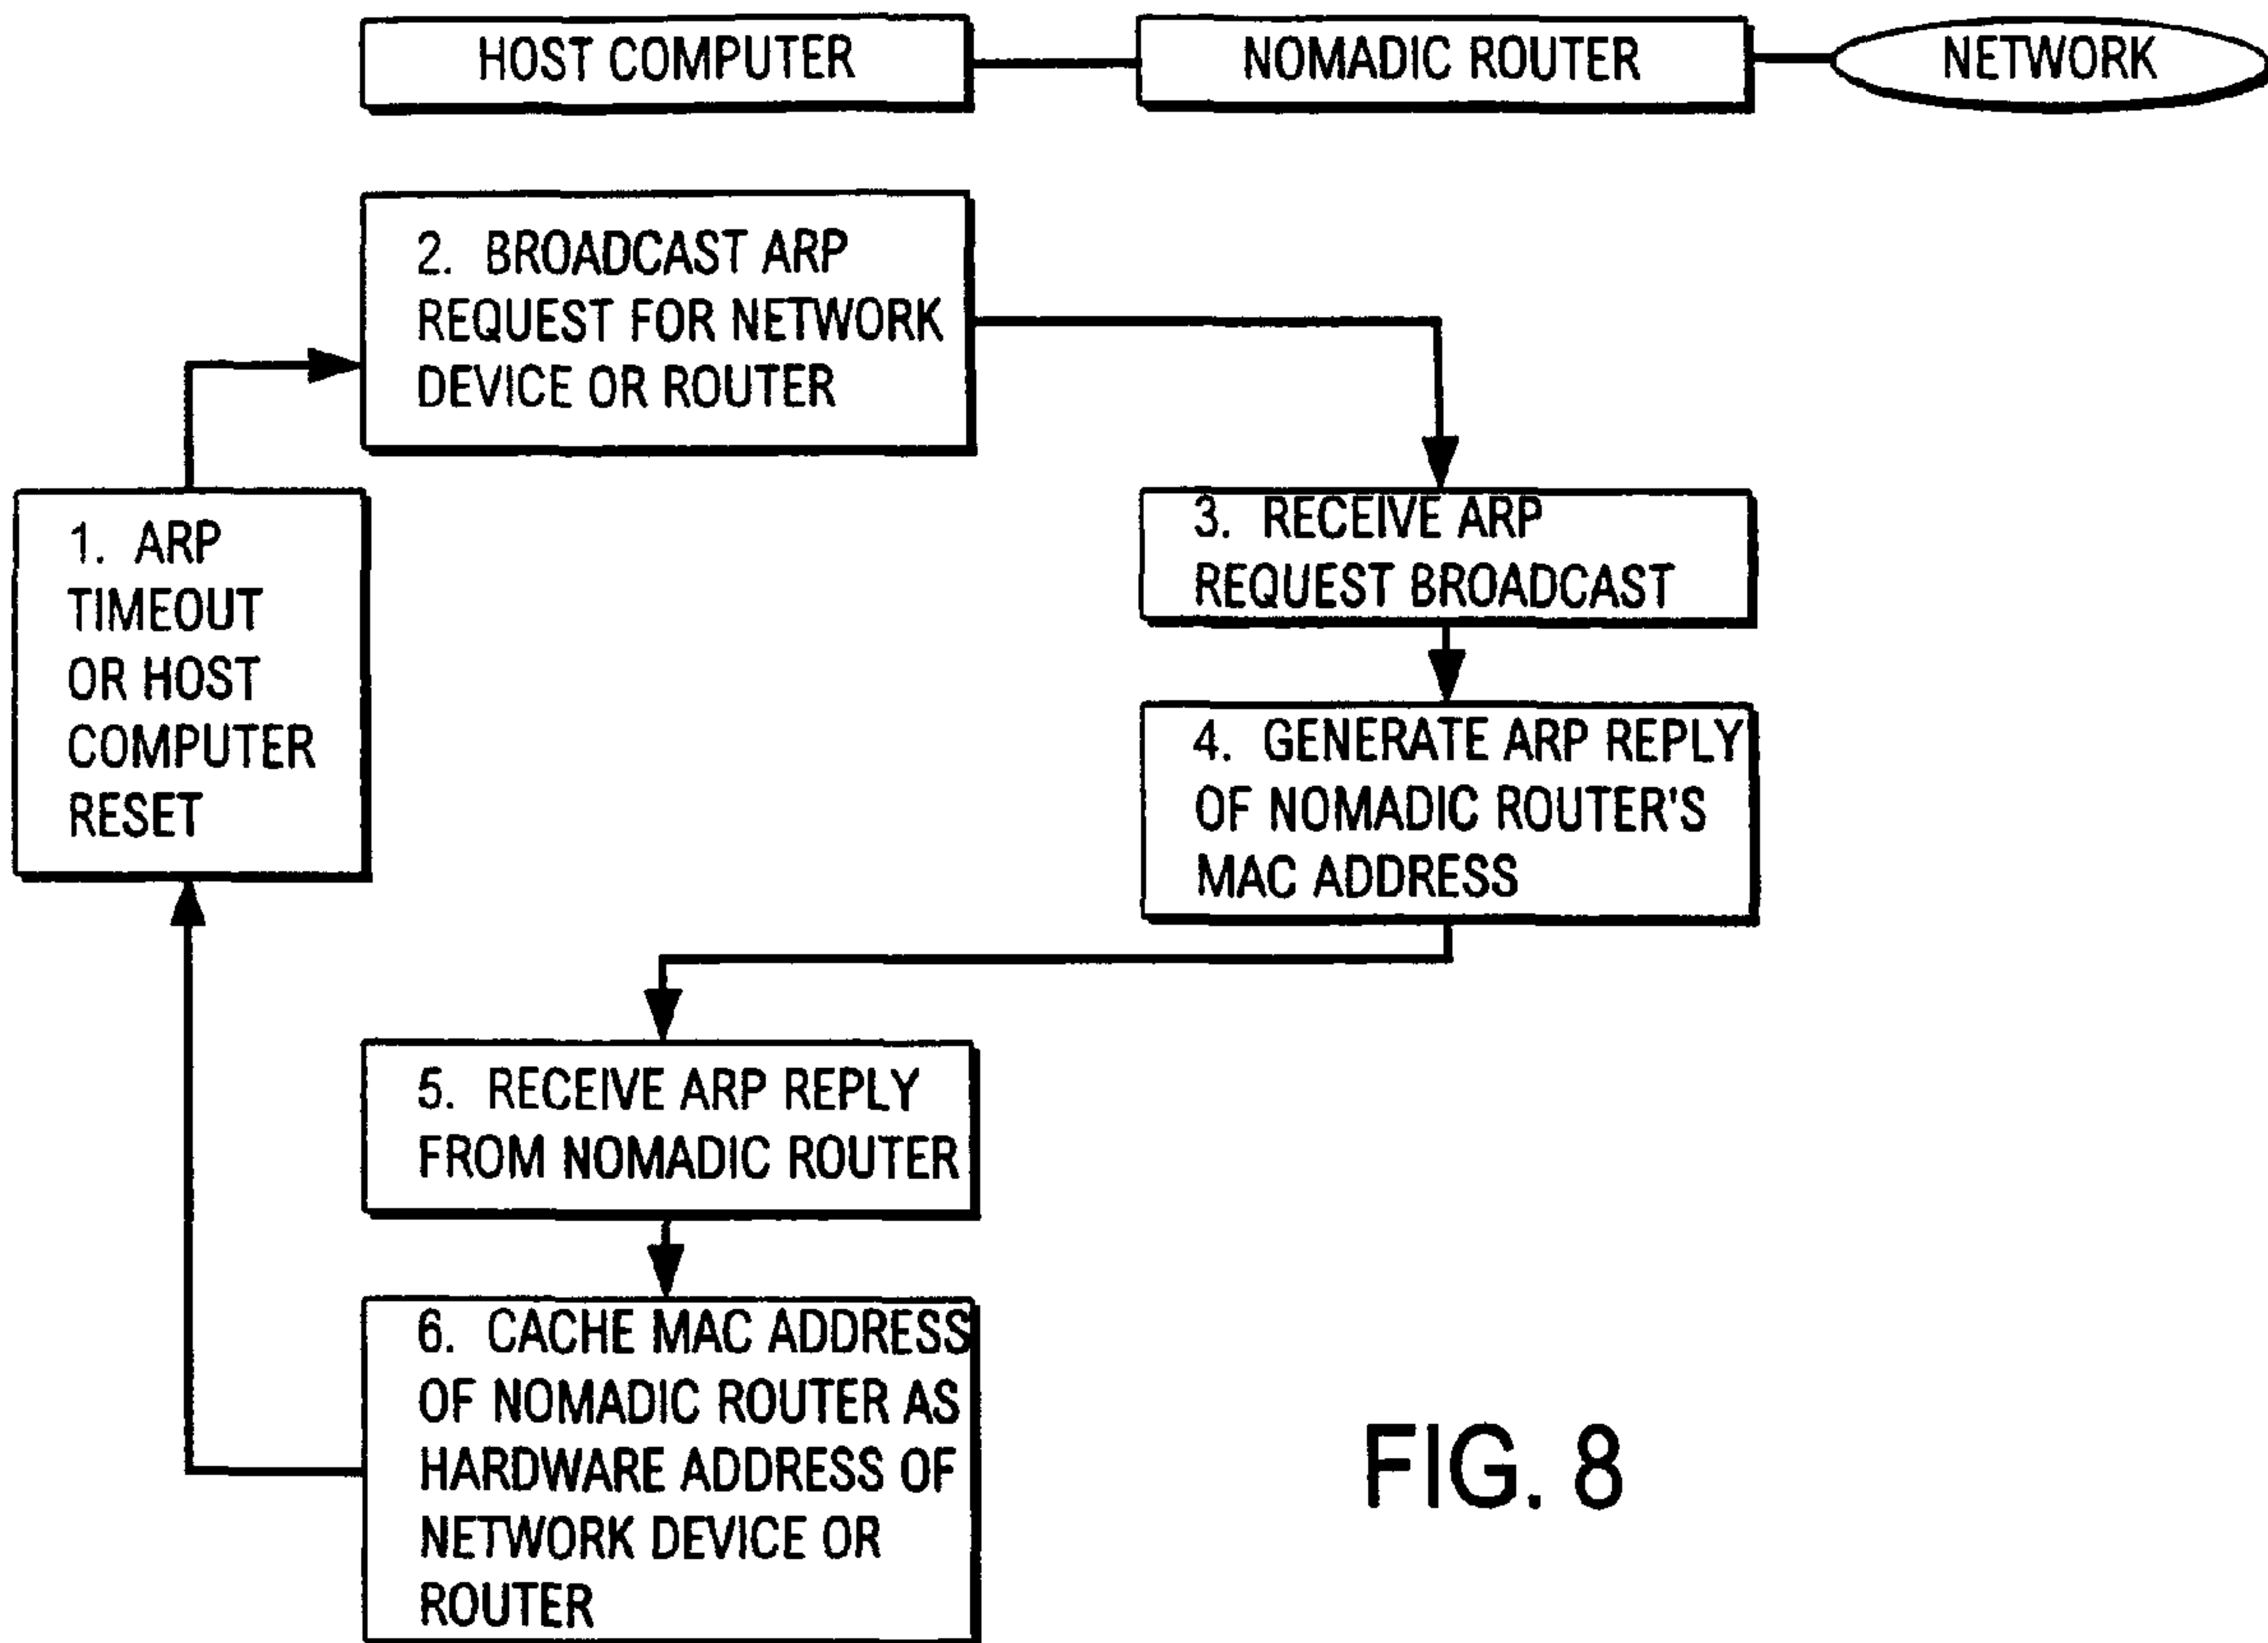 HOST COMPUTER
NOMADIC ROUTER
NETWORK
2. BROADCAST ARP
REQUEST FOR NETWORK
DEVICE OR ROUTER
1. ARP
TIMEOUT
OR HOST
COMPUTER
RESET
3. RECEIVE ARP
REQUEST BROADCAST
4. GENERATE ARP REPLY
OF NOMADIC ROUTER'S
MAC ADDRESS
5. RECEIVE ARP REPLY
FROM NOMADIC ROUTER
6. CACHE MAC ADDRESS
OF NOMADIC ROUTER AS
HARDWARE ADDRESS OF
NETWORK DEVICE OR
ROUTER
FIG. 8